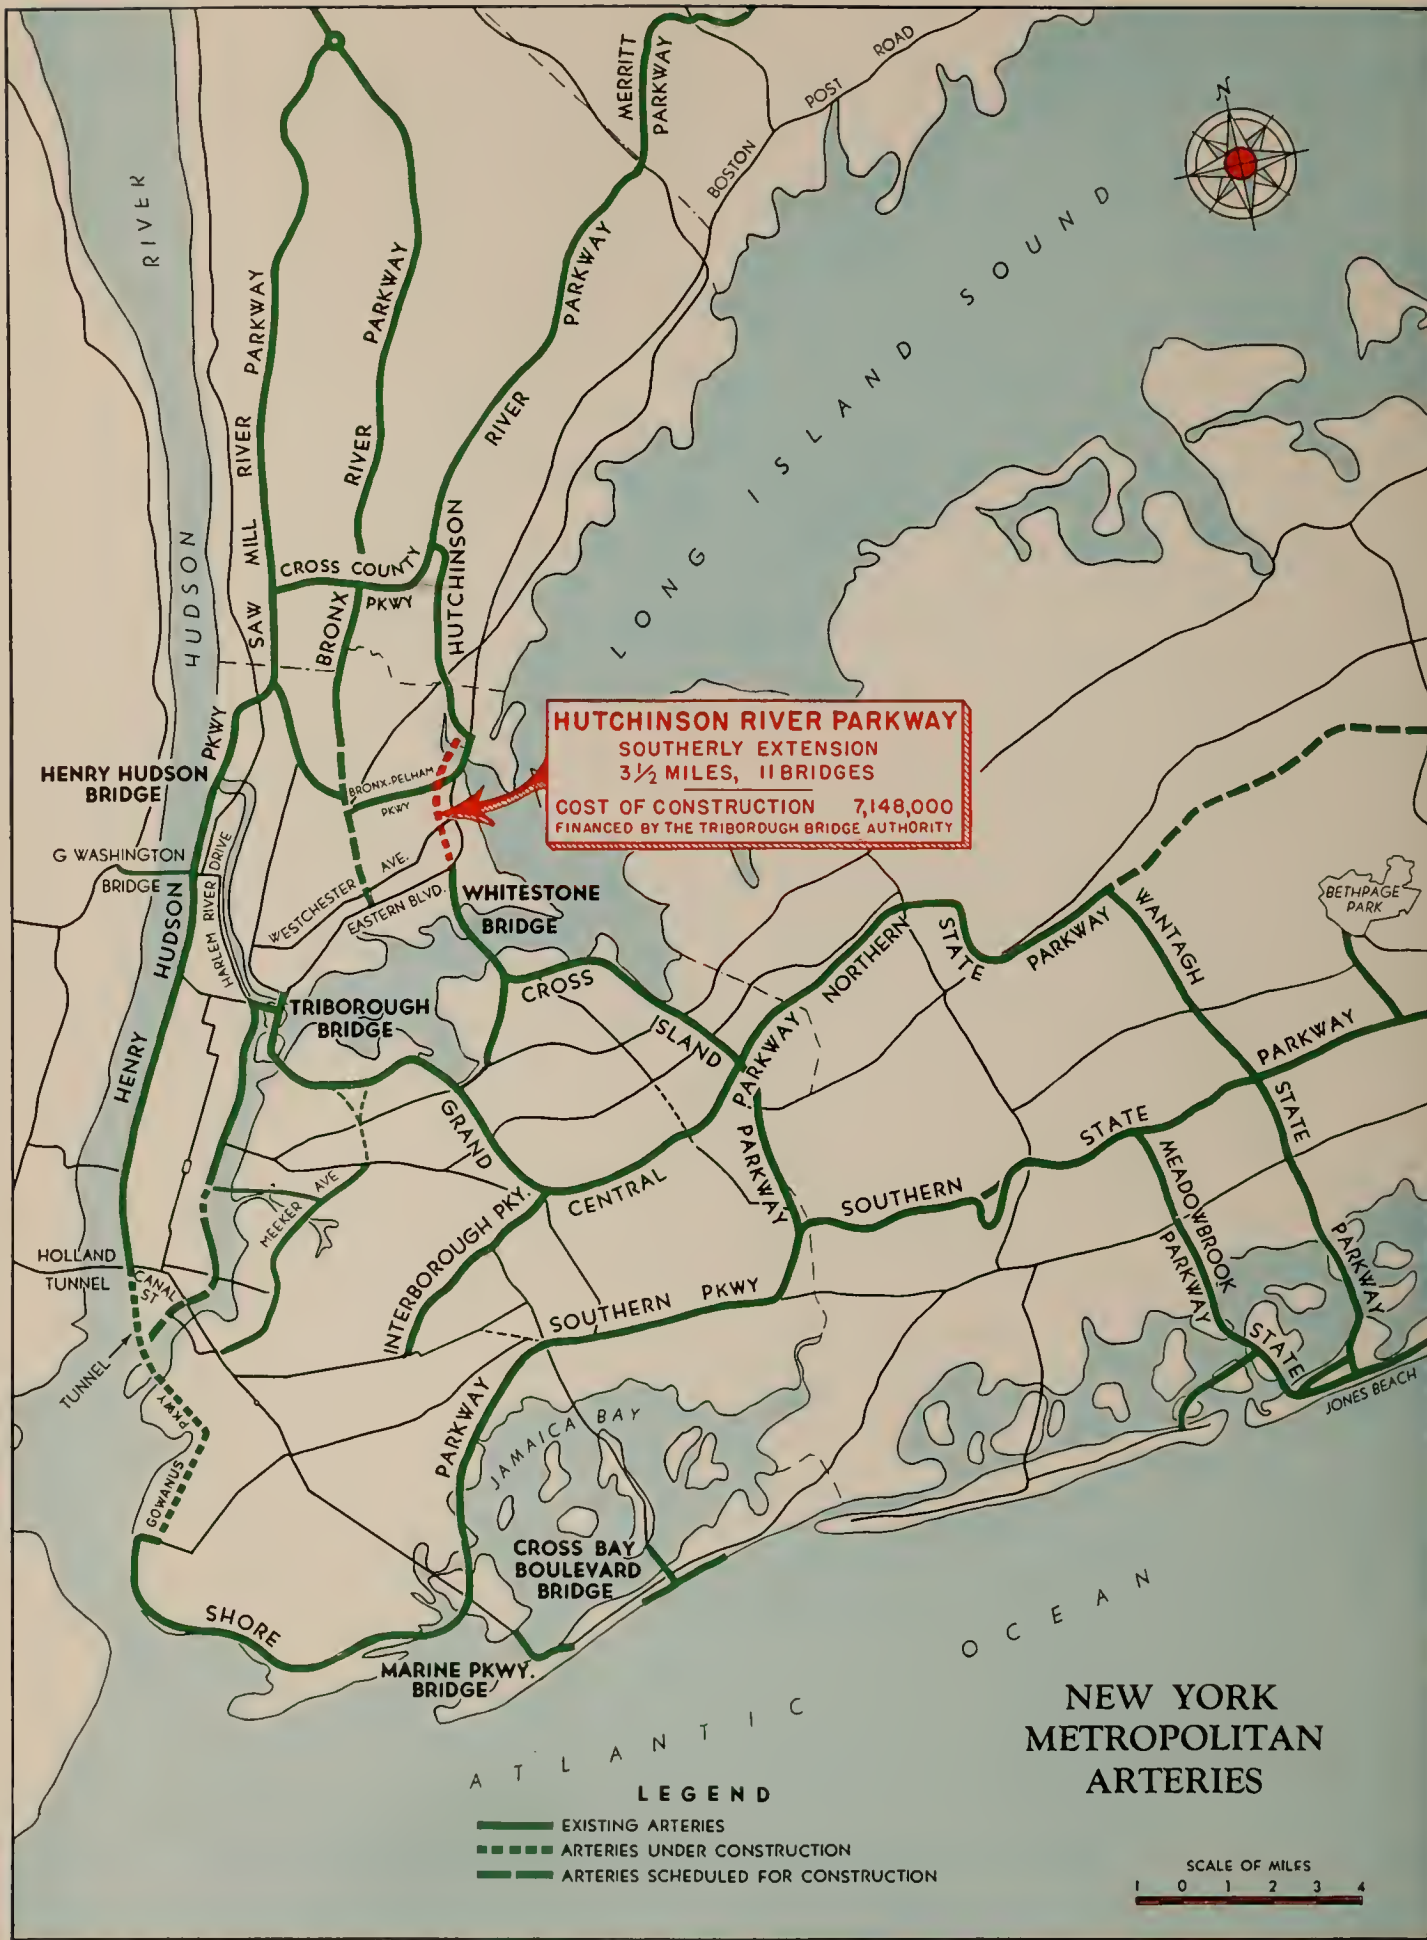 MERRITT
PARKWAY
BOSTON
POST
ROAD
N
RIVER
HUDSON
LONG ISLAND SOUND
SAW MILL RIVER PARKWAY
BRONX RIVER PARKWAY
HUTCHINSON RIVER PARKWAY
CROSS COUNTY
PKWY
HUTCHINSON RIVER PARKWAY
SOUTHERLY EXTENSION
3½ MILES, 11 BRIDGES
COST OF CONSTRUCTION 7,148,000
FINANCED BY THE TRIBOROUGH BRIDGE AUTHORITY
HENRY HUDSON
BRIDGE
HENRY HUDSON PKWY
BRONX-PELHAM
PKWY
G WASHINGTON
BRIDGE
HARLEM RIVER DRIVE
WESTCHESTER AVE.
EASTERN BLVD.
WHITESTONE
BRIDGE
TRIBOROUGH
BRIDGE
CROSS ISLAND PARKWAY
NORTHERN STATE PARKWAY
WANTAGH STATE PARKWAY
BETHPAGE
PARK
GRAND CENTRAL PARKWAY
INTERBOROUGH PKY.
MEEKER AVE
SOUTHERN STATE PARKWAY
MEADOWBROOK STATE
PARKWAY
HOLLAND
TUNNEL
CANAL
ST
TUNNEL
GOWANUS PKWY
SOUTHERN PKWY
SHORE PARKWAY
JAMAICA BAY
JONES BEACH
CROSS BAY
BOULEVARD
BRIDGE
MARINE PKWY.
BRIDGE
ATLANTIC OCEAN
NEW YORK
METROPOLITAN
ARTERIES
LEGEND
EXISTING ARTERIES
ARTERIES UNDER CONSTRUCTION
ARTERIES SCHEDULED FOR CONSTRUCTION
SCALE OF MILES
1 0 1 2 3 4